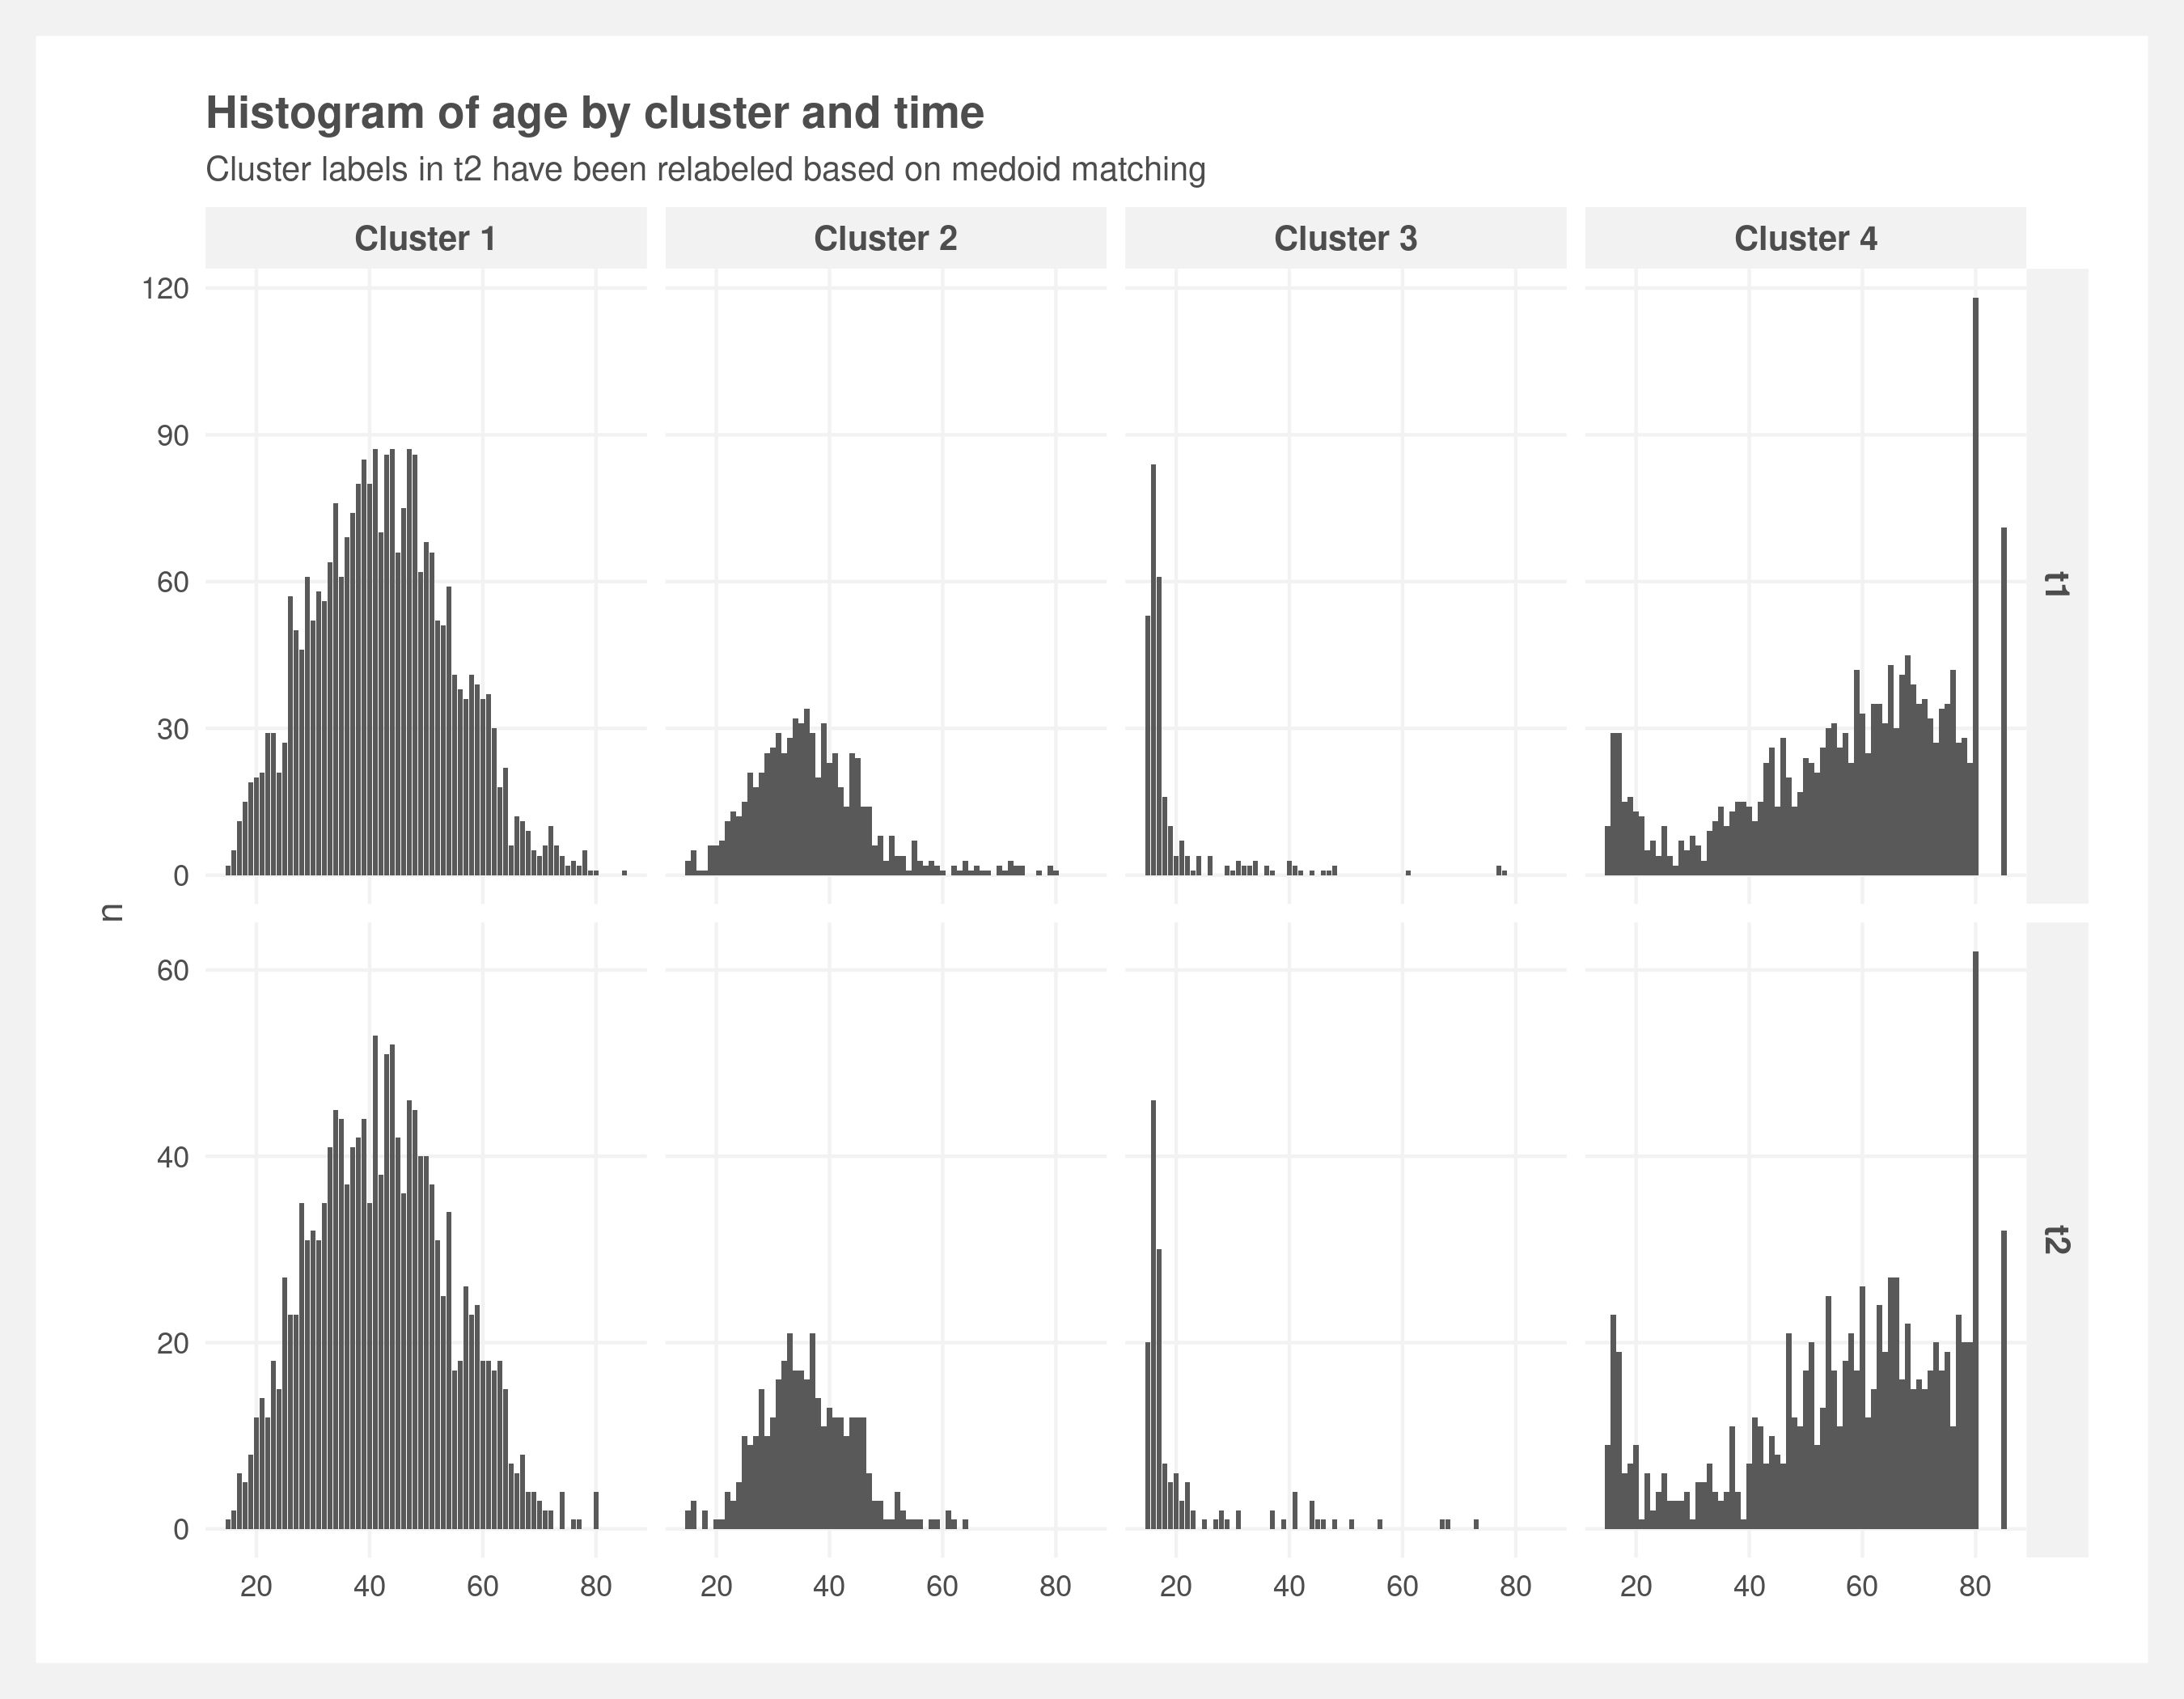 Histogram of age by cluster and time
Cluster labels in t2 have been relabeled based on medoid matching
Cluster 1 Cluster 2 Cluster 3 Cluster 4
120
90
60
30
0
t1
n
60
40
20
0
t2
20 40 60 80 20 40 60 80 20 40 60 80 20 40 60 80